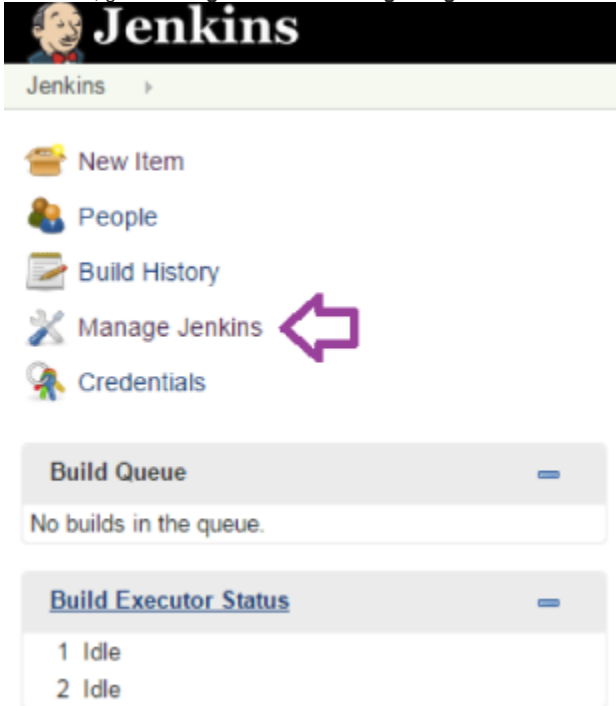 Jenkins
Jenkins
New Item
People
Build History
Manage Jenkins
Credentials
Build Queue
No builds in the queue.
Build Executor Status
1 Idle
2 Idle